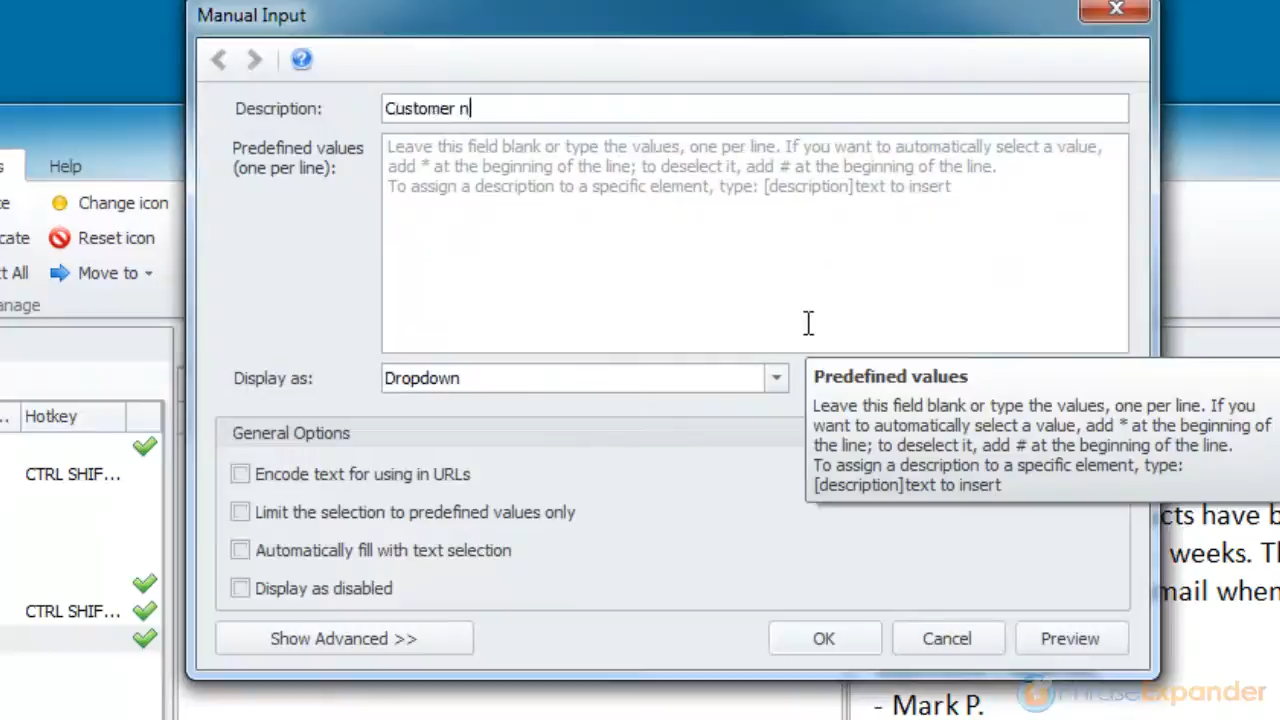 Manual Input
Description:
Customer n
Predefined values
(one per line):
Leave this field blank or type the values, one per line. If you want to automatically select a value,
add * at the beginning of the line; to deselect it, add # at the beginning of the line.
To assign a description to a specific element, type: [description]text to insert
Display as:
Dropdown
Predefined values
Leave this field blank or type the values, one per line. If you
want to automatically select a value, add * at the beginning of
the line; to deselect it, add # at the beginning of the line.
To assign a description to a specific element, type:
[description]text to insert
General Options
Encode text for using in URLs
Limit the selection to predefined values only
Automatically fill with text selection
Display as disabled
Show Advanced >>
OK
Cancel
Preview
Help
Change icon
Reset icon
Move to
Hotkey
CTRL SHIF...
CTRL SHIF...
cts have b
weeks. Th
mail when
- Mark P.
PhraseExpander